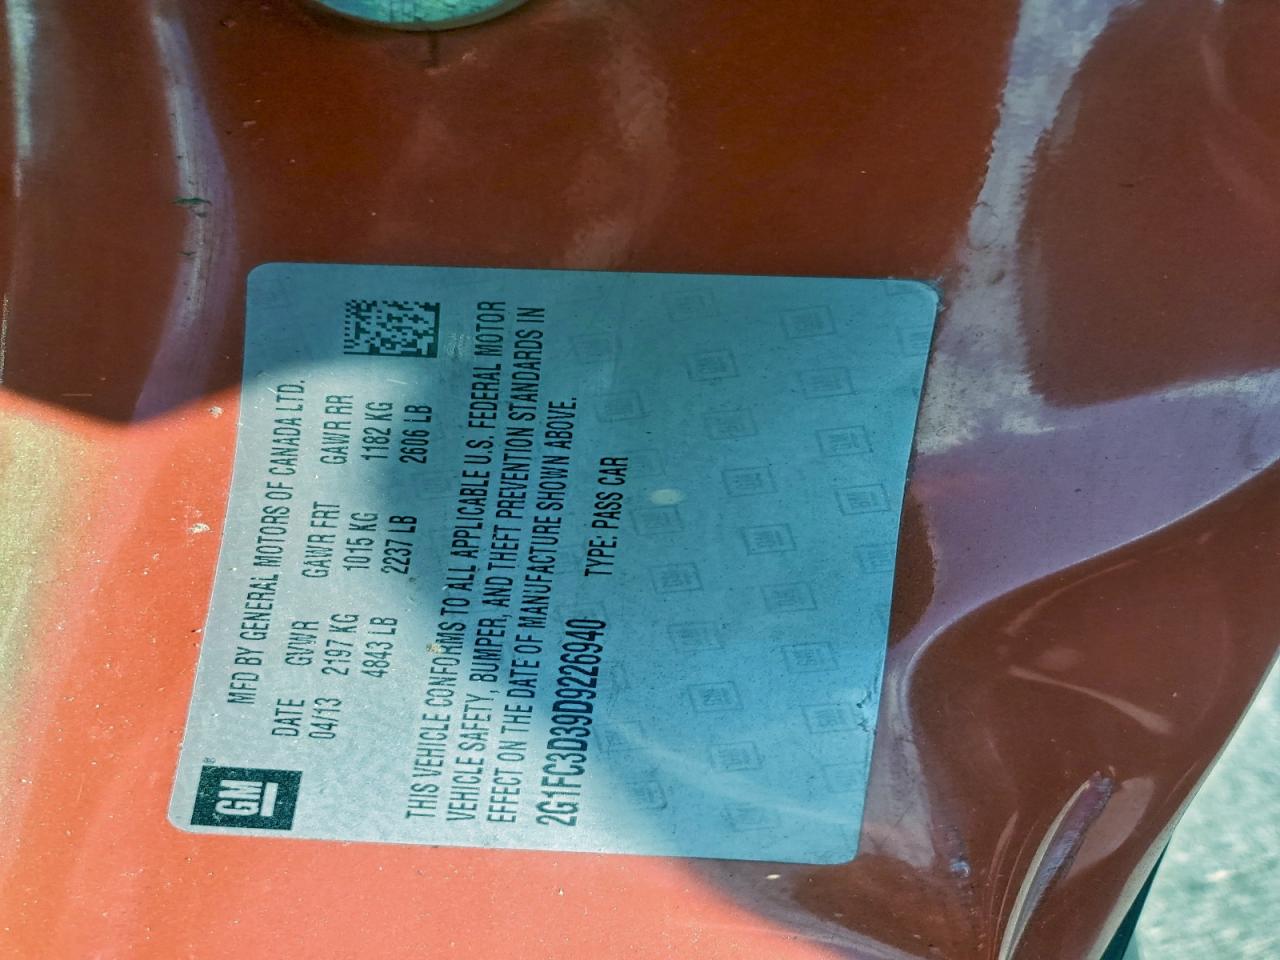 GM
MFD BY GENERAL MOTORS OF CANADA LTD.
DATE GVWR GAWR FRT GAWR RR
04/13 2197 KG 1015 KG 1182 KG
4843 LB 2237 LB 2606 LB
THIS VEHICLE CONFORMS TO ALL APPLICABLE U.S. FEDERAL MOTOR
VEHICLE SAFETY, BUMPER, AND THEFT PREVENTION STANDARDS IN
EFFECT ON THE DATE OF MANUFACTURE SHOWN ABOVE.
2G1FC3D39D9226940 TYPE: PASS CAR